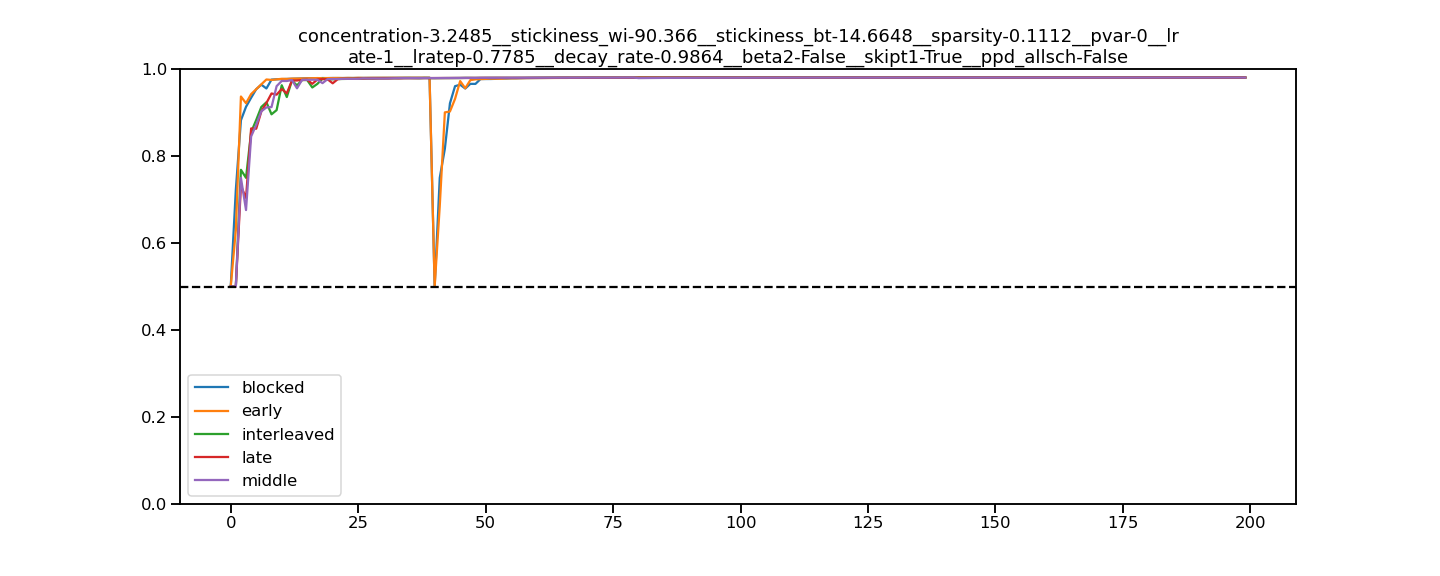 concentration-3.2485__stickiness_wi-90.366__stickiness_bt-14.6648__sparsity-0.1112__pvar-0__lr
ate-1__lratep-0.7785__decay_rate-0.9864__beta2-False__skipt1-True__ppd_allsch-False
1.0
0.8
0.6
0.4
0.2
0.0
blocked
early
interleaved
late
middle
0 25 50 75 100 125 150 175 200